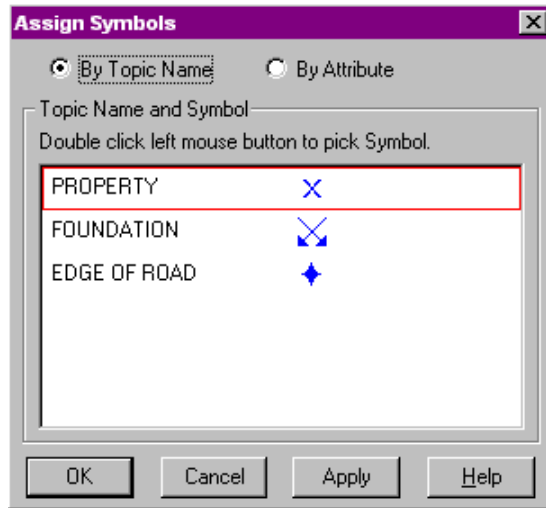 Assign Symbols
By Topic Name By Attribute
Topic Name and Symbol
Double click left mouse button to pick Symbol.
PROPERTY
FOUNDATION
EDGE OF ROAD
OK Cancel Apply Help